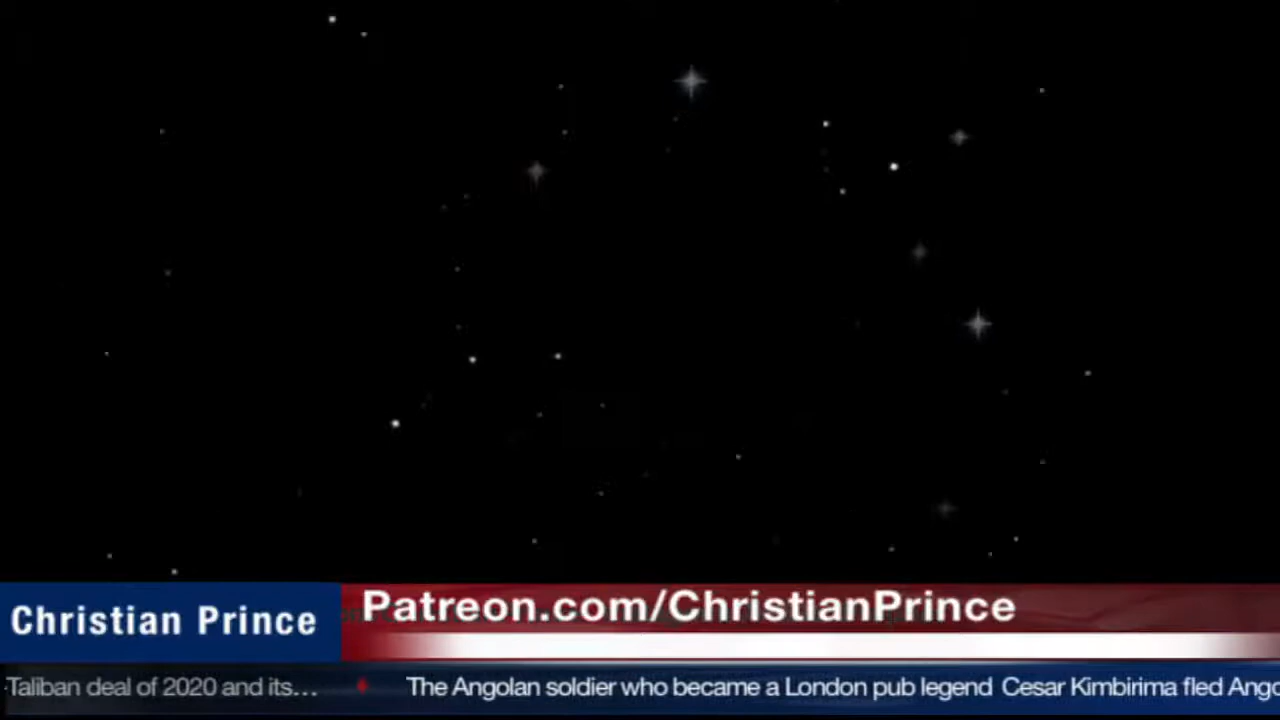 Patreon.com/ChristianPrince
Christian Prince
Taliban deal of 2020 and its... The Angolan soldier who became a London pub legend Cesar Kimbirima fled Ango